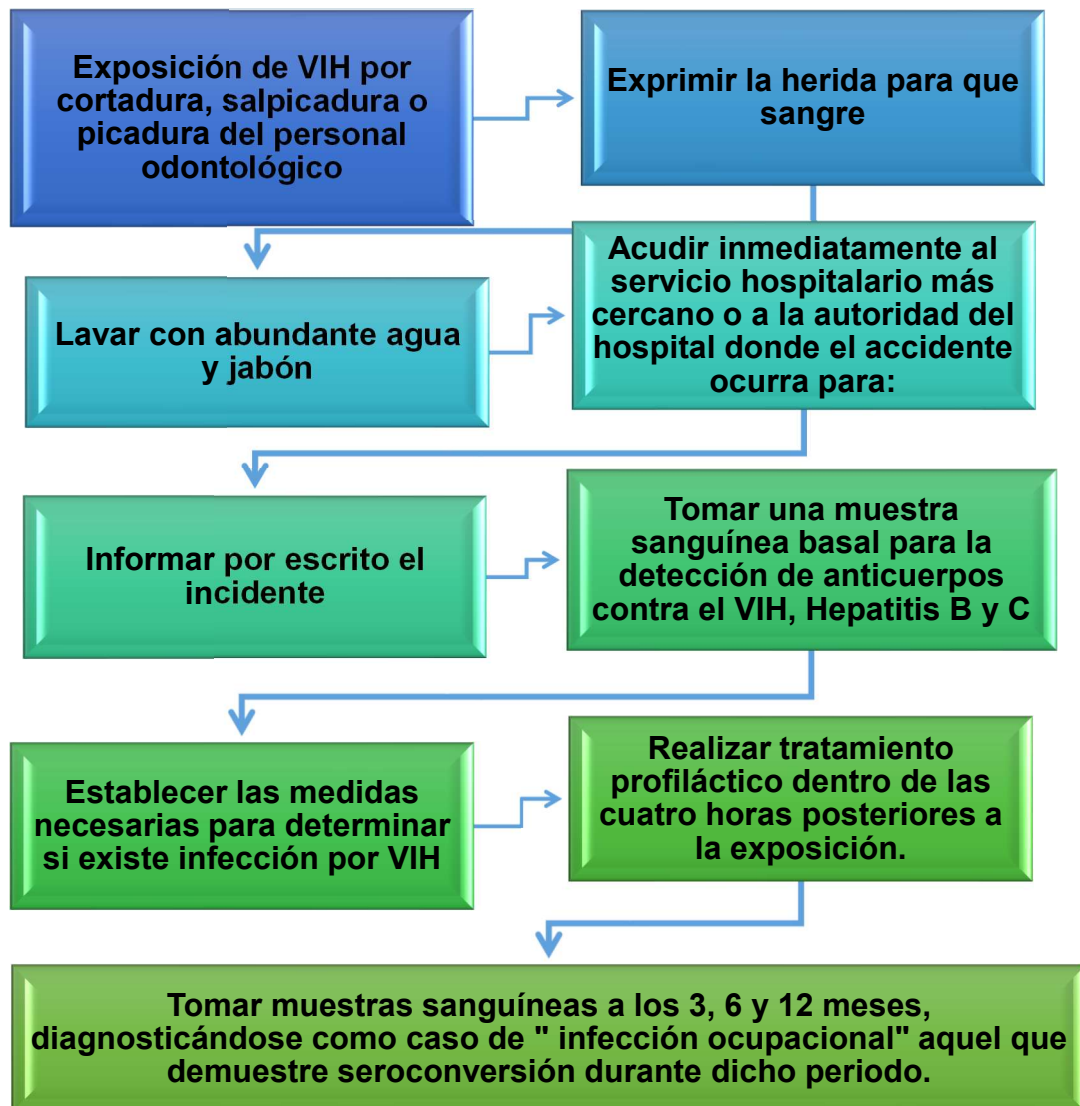 Exposición de VIH por
cortadura, salpicadura o
picadura del personal
odontológico
Exprimir la herida para que
sangre
Lavar con abundante agua
y jabón
Acudir inmediatamente al
servicio hospitalario más
cercano o a la autoridad del
hospital donde el accidente
ocurra para:
Informar por escrito el
incidente
Tomar una muestra
sanguínea basal para la
detección de anticuerpos
contra el VIH, Hepatitis B y C
Establecer las medidas
necesarias para determinar
si existe infección por VIH
Realizar tratamiento
profiláctico dentro de las
cuatro horas posteriores a
la exposición.
Tomar muestras sanguíneas a los 3, 6 y 12 meses,
diagnosticándose como caso de " infección ocupacional" aquel que
demuestre seroconversión durante dicho periodo.